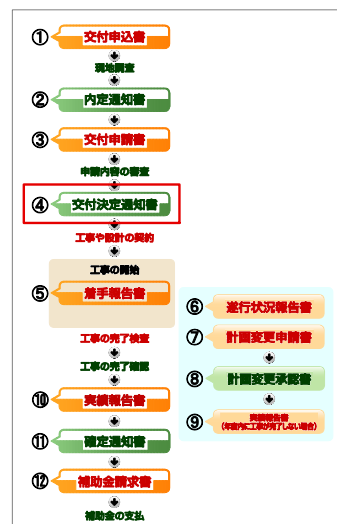 ① 交付申込書
現地調査
② 内定通知書
③ 交付申請書
申請内容の審査
④ 交付決定通知書
工事や設計の契約
工事の開始
⑤ 着手報告書
工事の完了検査
工事の完了確認
⑩ 実績報告書
⑪ 確定通知書
⑫ 補助金請求書
補助金の支払
⑥ 遂行状況報告書
⑦ 計画変更申請書
⑧ 計画変更承認書
⑨ 実績報告書
(年度内に工事が完了しない場合)